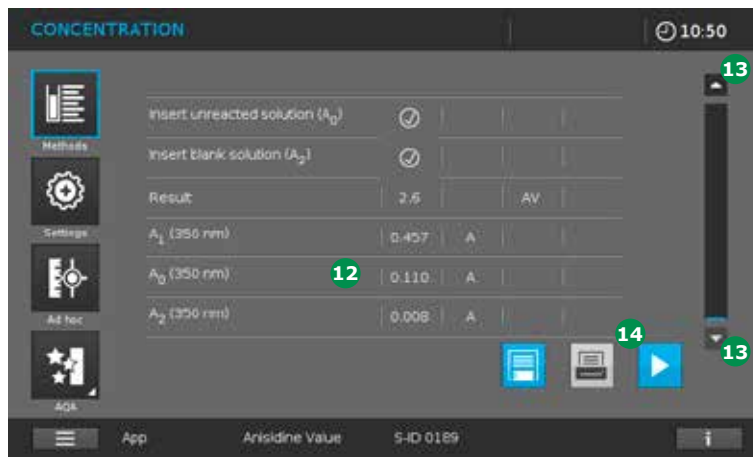 CONCENTRATION 10:50
13
Insert unreacted solution (A0)
Methods
Insert blank solution (A2)
Result 2.6 AV
Settings
A1 (350 nm) 0.457 A
A0 (350 nm) 12 0.110 A
Ad hoc
A2 (350 nm) 0.008 A
14
13
AQA
App Anisidine Value S-ID 0189 i